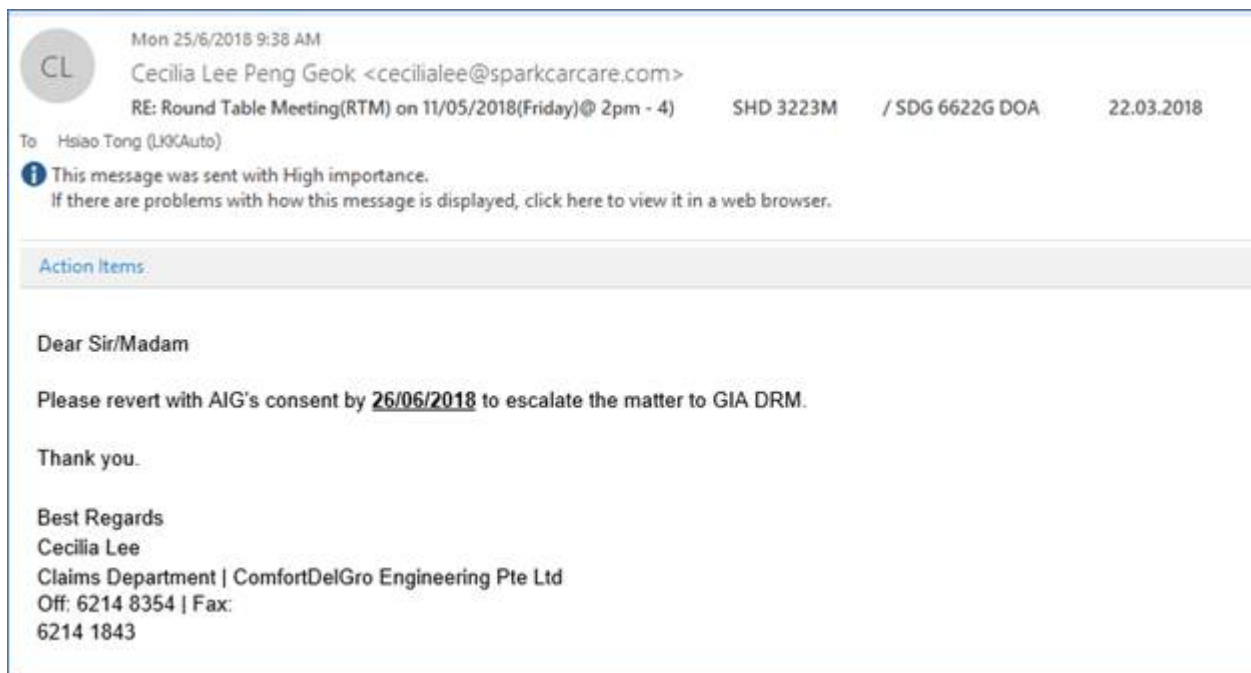 CL
Mon 25/6/2018 9:38 AM
Cecilia Lee Peng Geok <cecilialee@sparkcarcare.com>
RE: Round Table Meeting(RTM) on 11/05/2018(Friday)@ 2pm - 4) SHD 3223M / SDG 6622G DOA 22.03.2018
To Hsiao Tong (LKKAuto)
This message was sent with High importance.
If there are problems with how this message is displayed, click here to view it in a web browser.
Action Items
Dear Sir/Madam
Please revert with AIG's consent by 26/06/2018 to escalate the matter to GIA DRM.
Thank you.
Best Regards
Cecilia Lee
Claims Department | ComfortDelGro Engineering Pte Ltd
Off: 6214 8354 | Fax:
6214 1843